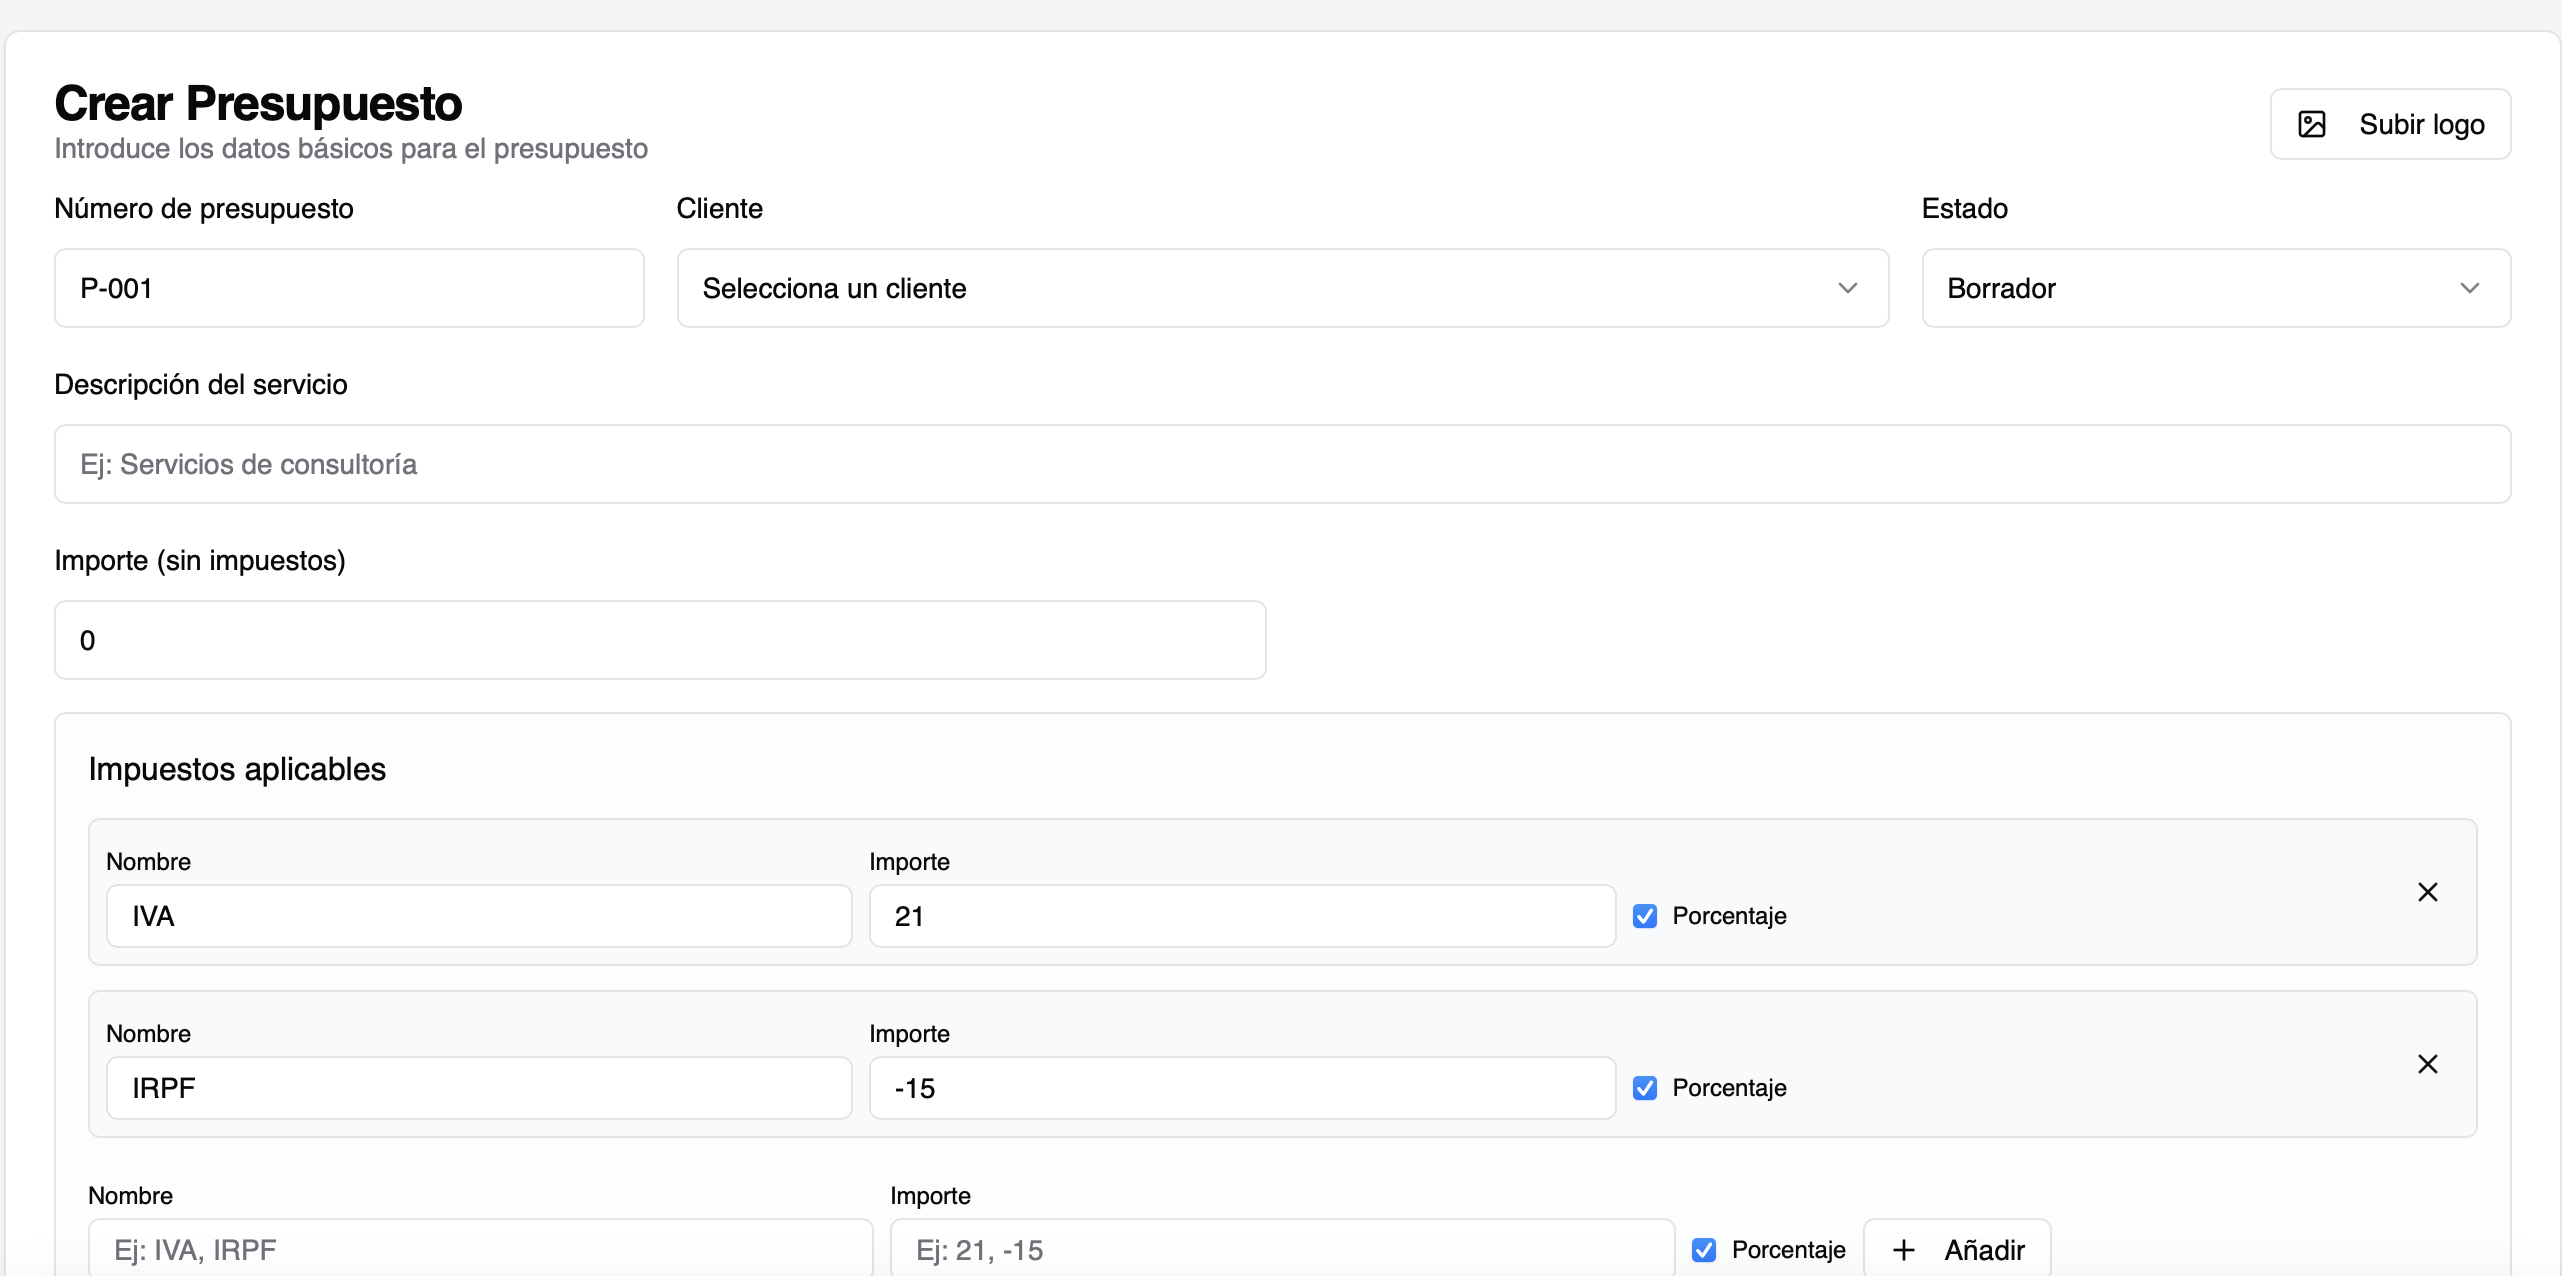 Crear Presupuesto
Introduce los datos básicos para el presupuesto
Subir logo
Número de presupuesto
Cliente
Estado
P-001
Selecciona un cliente
Borrador
Descripción del servicio
Ej: Servicios de consultoría
Importe (sin impuestos)
0
Impuestos aplicables
Nombre
Importe
IVA
21
Porcentaje
Nombre
Importe
IRPF
-15
Porcentaje
Nombre
Importe
Ej: IVA, IRPF
Ej: 21, -15
Porcentaje
Añadir